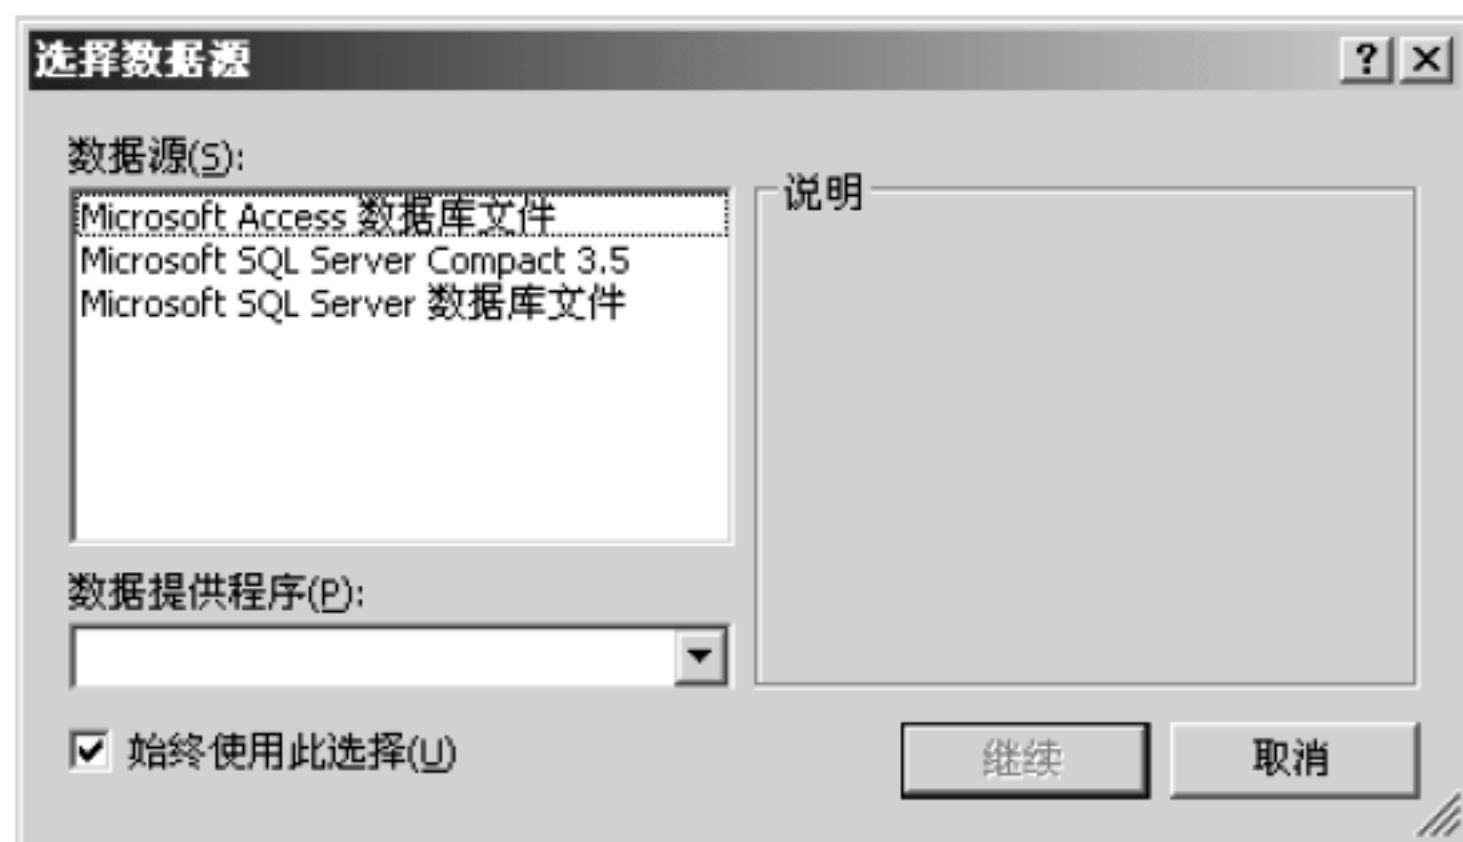 选择数据源
数据源(S):
Microsoft Access 数据库文件
Microsoft SQL Server Compact 3.5
Microsoft SQL Server 数据库文件
说明
数据提供程序(P):
始终使用此选择(U)
继续
取消